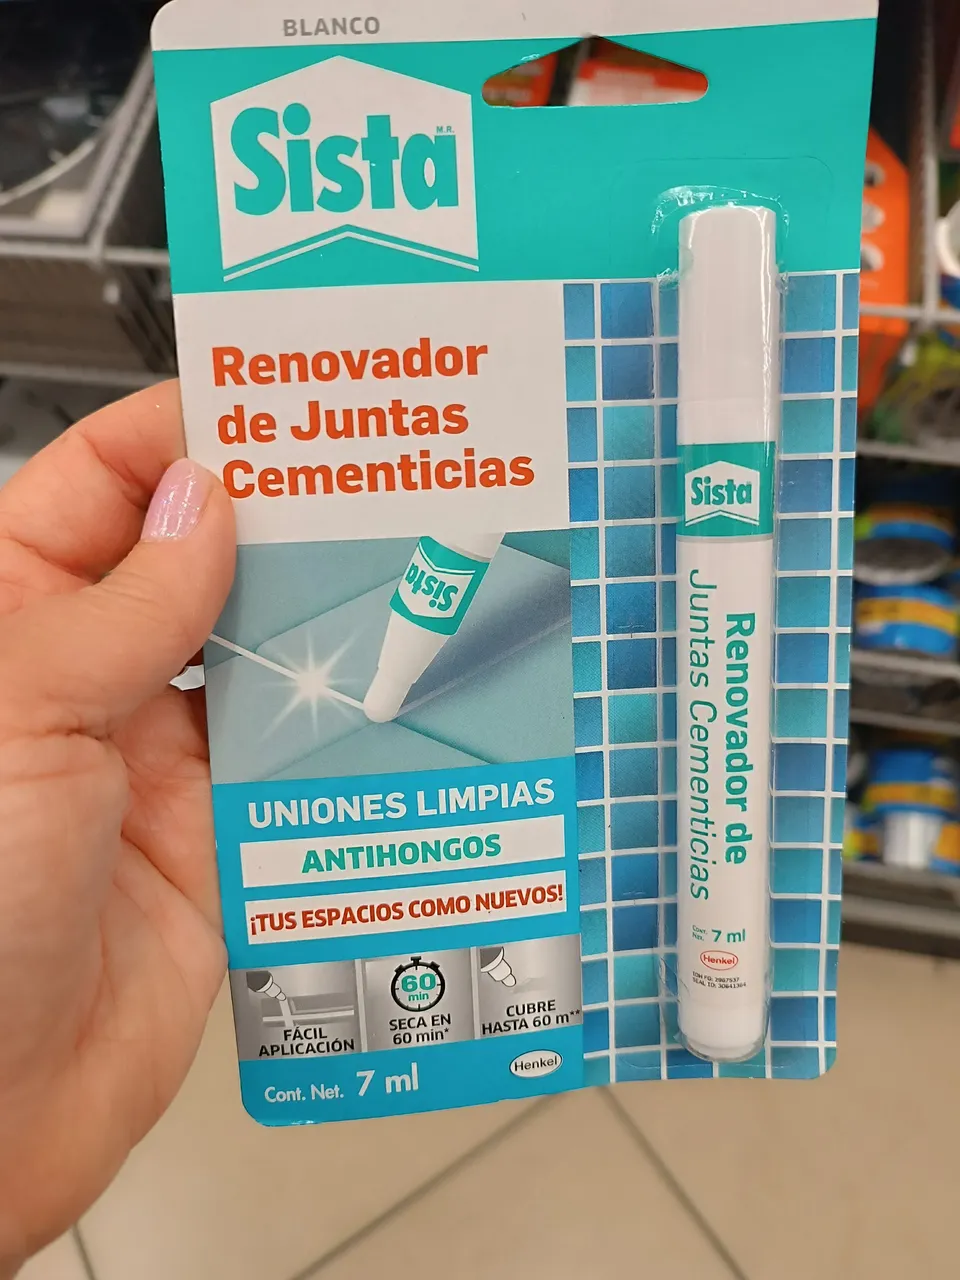 BLANCO
Sista
M.R.
Renovador
de Juntas
Cementicias
Sista
UNIONES LIMPIAS
ANTIHONGOS
¡TUS ESPACIOS COMO NUEVOS!
FÁCIL
APLICACIÓN
60
min
SECA EN
60 min*
CUBRE
HASTA 60 m**
Cont. Net. 7 ml
Henkel
Sista
Renovador de
Juntas Cementicias
Cont.
Net. 7 ml
Henkel